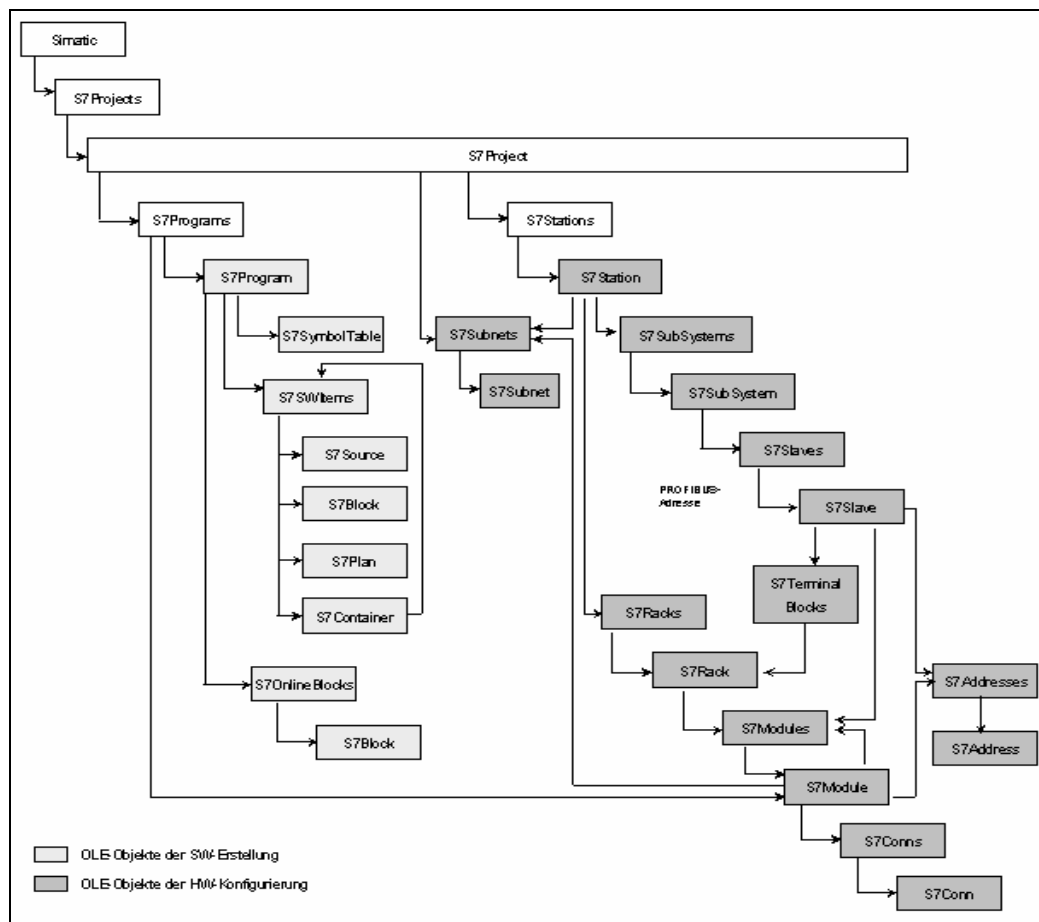 Simatic
S7Projects
S7Project
S7Programs
S7Stations
S7Program
S7Station
S7SymbolTable
S7Subnets
S7SubSystems
S7SWItems
S7Subnet
S7SubSystem
S7Source
S7Slaves
PROFIBUS-
Adresse
S7Block
S7Slave
S7Plan
S7Terminal
Blocks
S7Container
S7Racks
S7OnlineBlocks
S7Rack
S7Addresses
S7Block
S7Modules
S7Address
S7Module
S7Conns
S7Conn
OLE-Objekte der SW-Erstellung
OLE-Objekte der HW-Konfigurierung